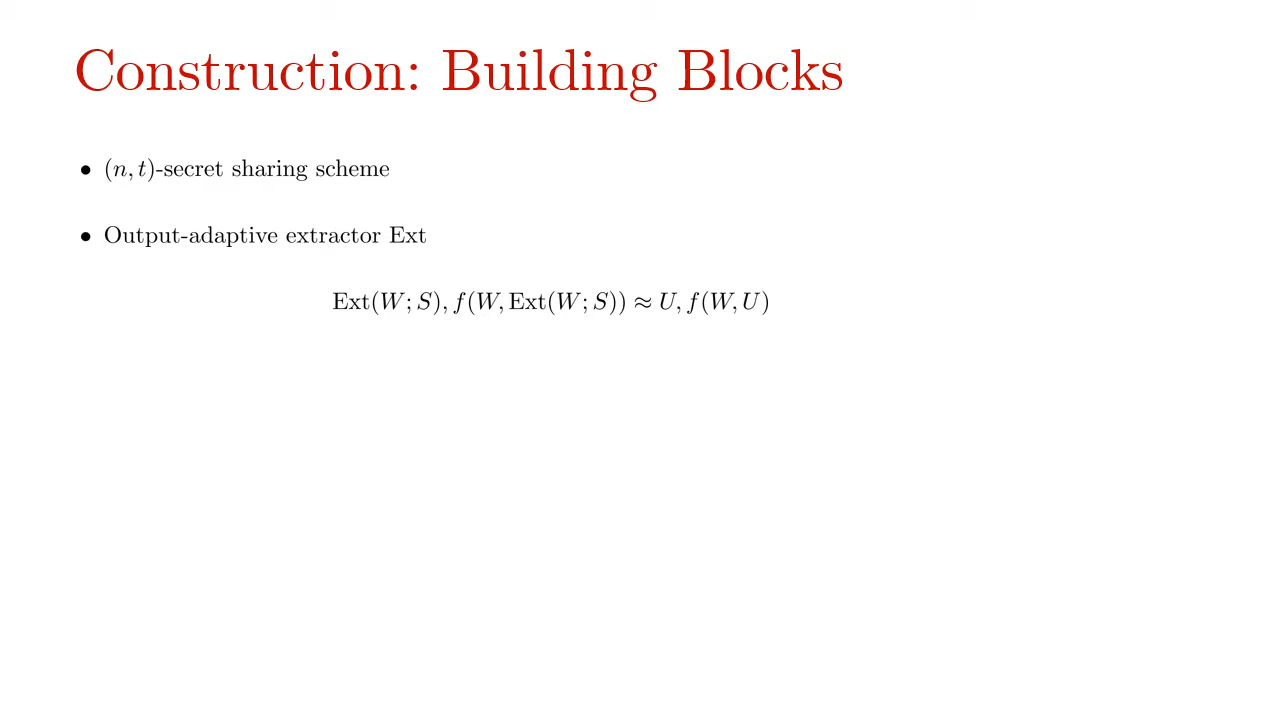 Construction: Building Blocks
• (n, t)-secret sharing scheme
• Output-adaptive extractor Ext
Ext(W; S), f(W, Ext(W; S)) ≈ U, f(W, U)